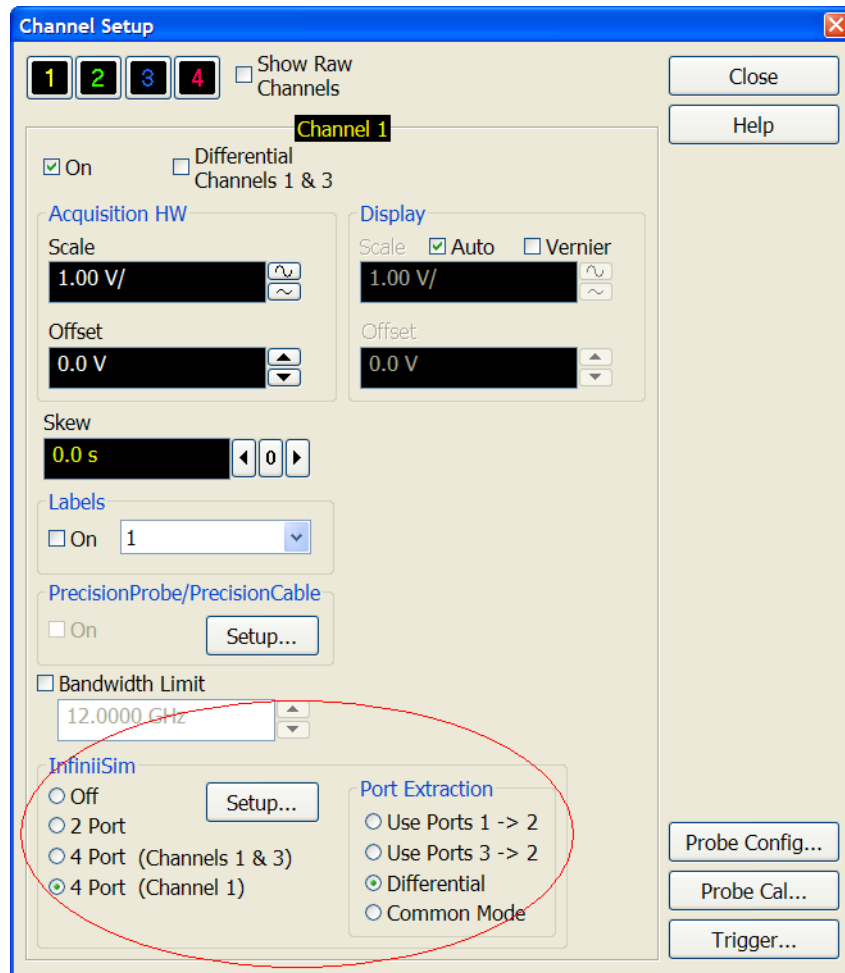 Channel Setup
1 2 3 4
Show Raw
Channels
Close
Help
Channel 1
On
Differential
Channels 1 & 3
Acquisition HW
Display
Scale
Scale Auto Vernier
1.00 V/
1.00 V/
Offset
Offset
0.0 V
0.0 V
Skew
0.0 s
0
Labels
On 1
PrecisionProbe/PrecisionCable
On Setup...
Bandwidth Limit
12.0000 GHz
InfiniiSim
Off
Setup...
2 Port
4 Port (Channels 1 & 3)
4 Port (Channel 1)
Port Extraction
Use Ports 1 -> 2
Use Ports 3 -> 2
Differential
Common Mode
Probe Config...
Probe Cal...
Trigger...